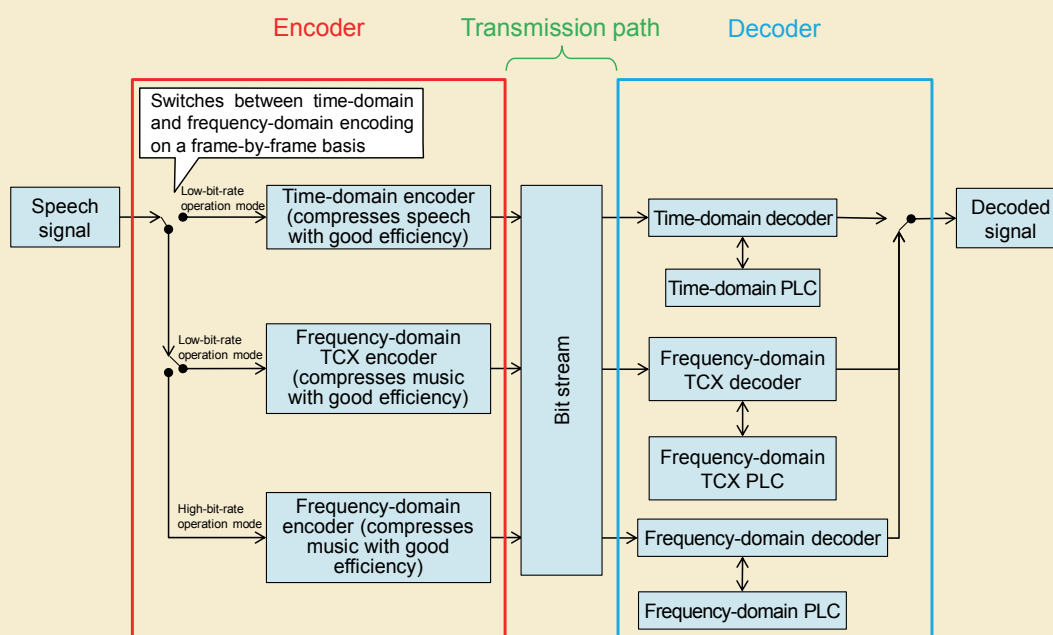 Encoder
Transmission path
Decoder
Switches between time-domain
and frequency-domain encoding
on a frame-by-frame basis
Speech
signal
Low-bit-rate
operation mode
Time-domain encoder
(compresses speech
with good efficiency)
Low-bit-rate
operation mode
Frequency-domain
TCX encoder
(compresses music
with good efficiency)
High-bit-rate
operation mode
Frequency-domain
encoder (compresses
music with good
efficiency)
Bit stream
Time-domain decoder
Time-domain PLC
Frequency-domain
TCX decoder
Frequency-domain
TCX PLC
Frequency-domain decoder
Frequency-domain PLC
Decoded
signal